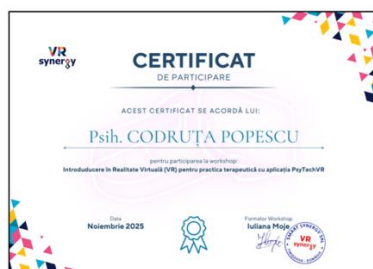 VR
synergy
CERTIFICAT
DE PARTICIPARE
ACEST CERTIFICAT SE ACORDĂ LUI:
Psih. CODRUȚA POPESCU
pentru participarea la workshop:
Introduducere în Realitate Virtuală (VR) pentru practica terapeutică cu aplicația PsyTechVR
Data
Noiembrie 2025
Formator Workshop
Iuliana Moje
VR
synergy